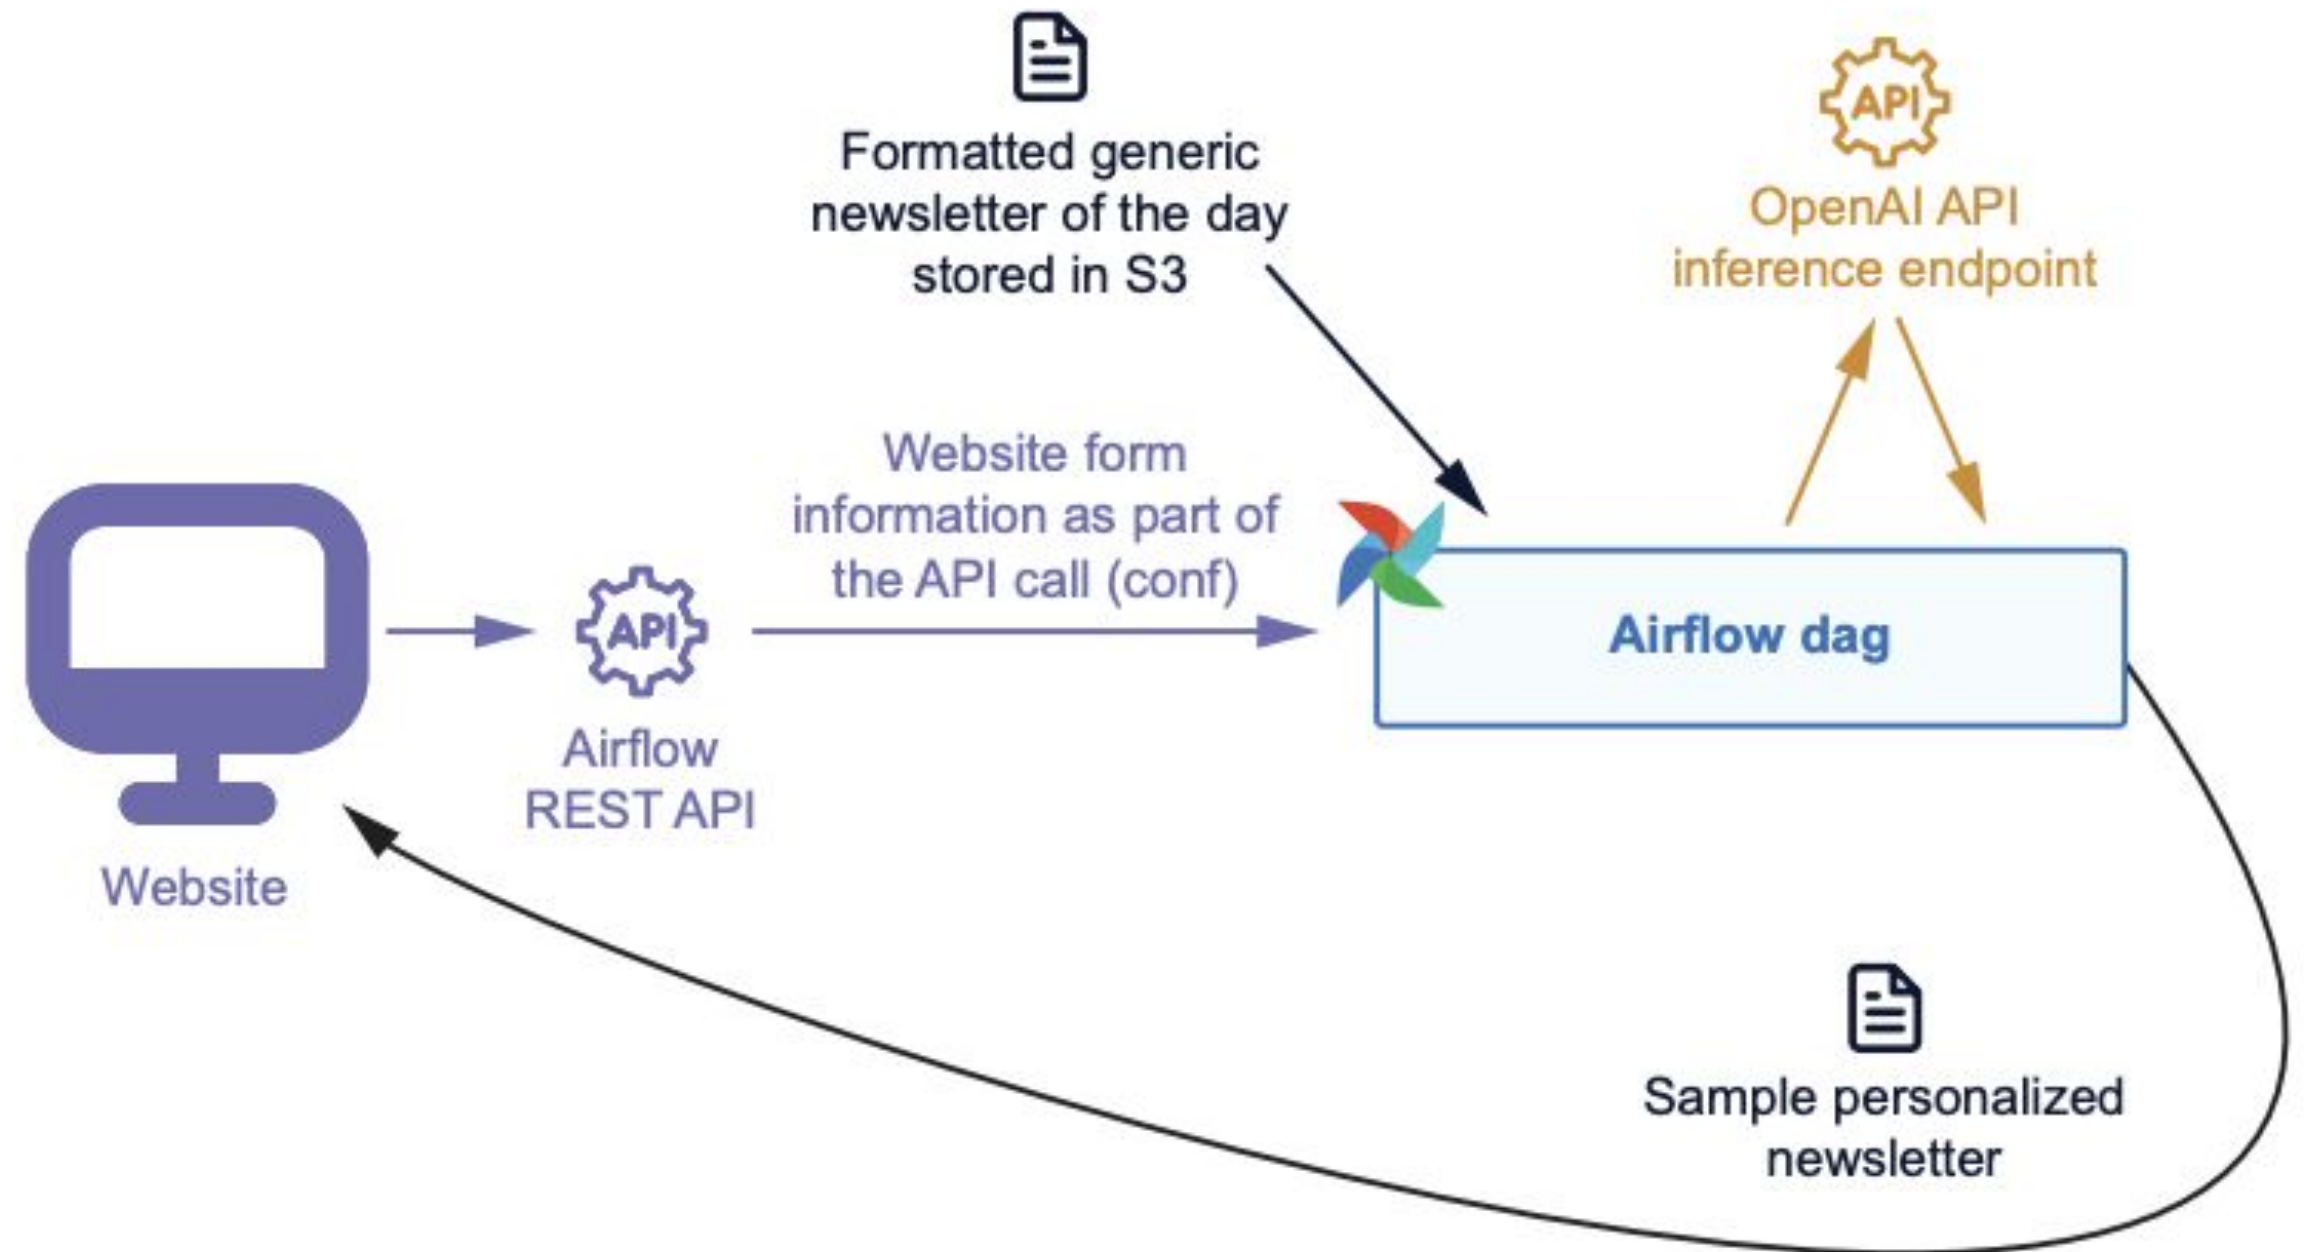 Formatted generic
newsletter of the day
stored in S3
API
OpenAI API
inference endpoint
Website form
information as part of
the API call (conf)
API
Airflow
REST API
Website
Airflow dag
Sample personalized
newsletter